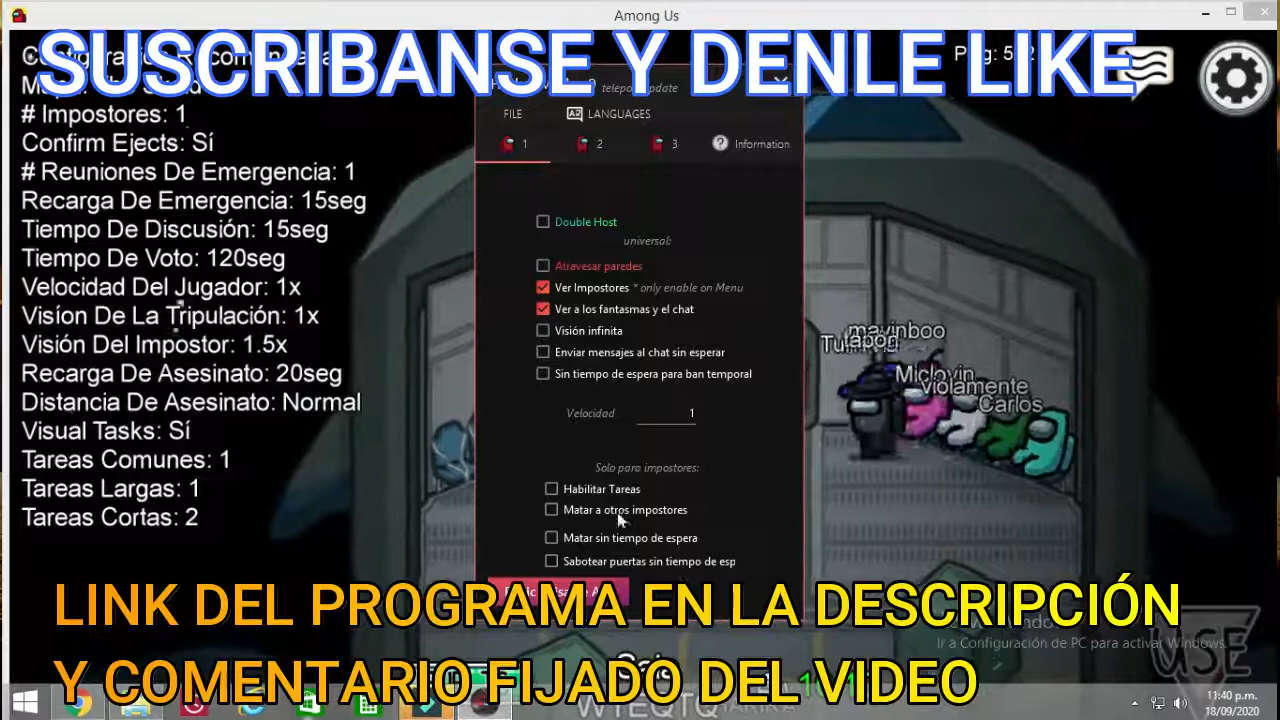 Among Us
SUSCRIBANSE Y DENLE LIKE
# Impostores: 1
Confirm Ejects: Sí
# Reuniones De Emergencia: 1
Recarga De Emergencia: 15seg
Tiempo De Discusión: 15seg
Tiempo De Voto: 120seg
Velocidad Del Jugador: 1x
Visíon De La Tripulación: 1x
Visión Del Impostor: 1.5x
Recarga De Asesinato: 20seg
Distancia De Asesinato: Normal
Visual Tasks: Sí
Tareas Comunes: 1
Tareas Largas: 1
Tareas Cortas: 2
FILE
LANGUAGES
1
2
3
Information
Double Host
universal:
Atravesar paredes
Ver Impostores * only enable on Menu
Ver a los fantasmas y el chat
Visión infinita
Enviar mensajes al chat sin esperar
Sin tiempo de espera para ban temporal
Velocidad 1
Solo para impostores:
Habilitar Tareas
Matar a otros impostores
Matar sin tiempo de espera
Sabotear puertas sin tiempo de esp
mayinboo
Miclovin
Violamente
Carlos
LINK DEL PROGRAMA EN LA DESCRIPCIÓN
Ir a Configuración de PC para activar Windows.
Y COMENTARIO FIJADO DEL VIDEO
11:40 p.m.
18/09/2020